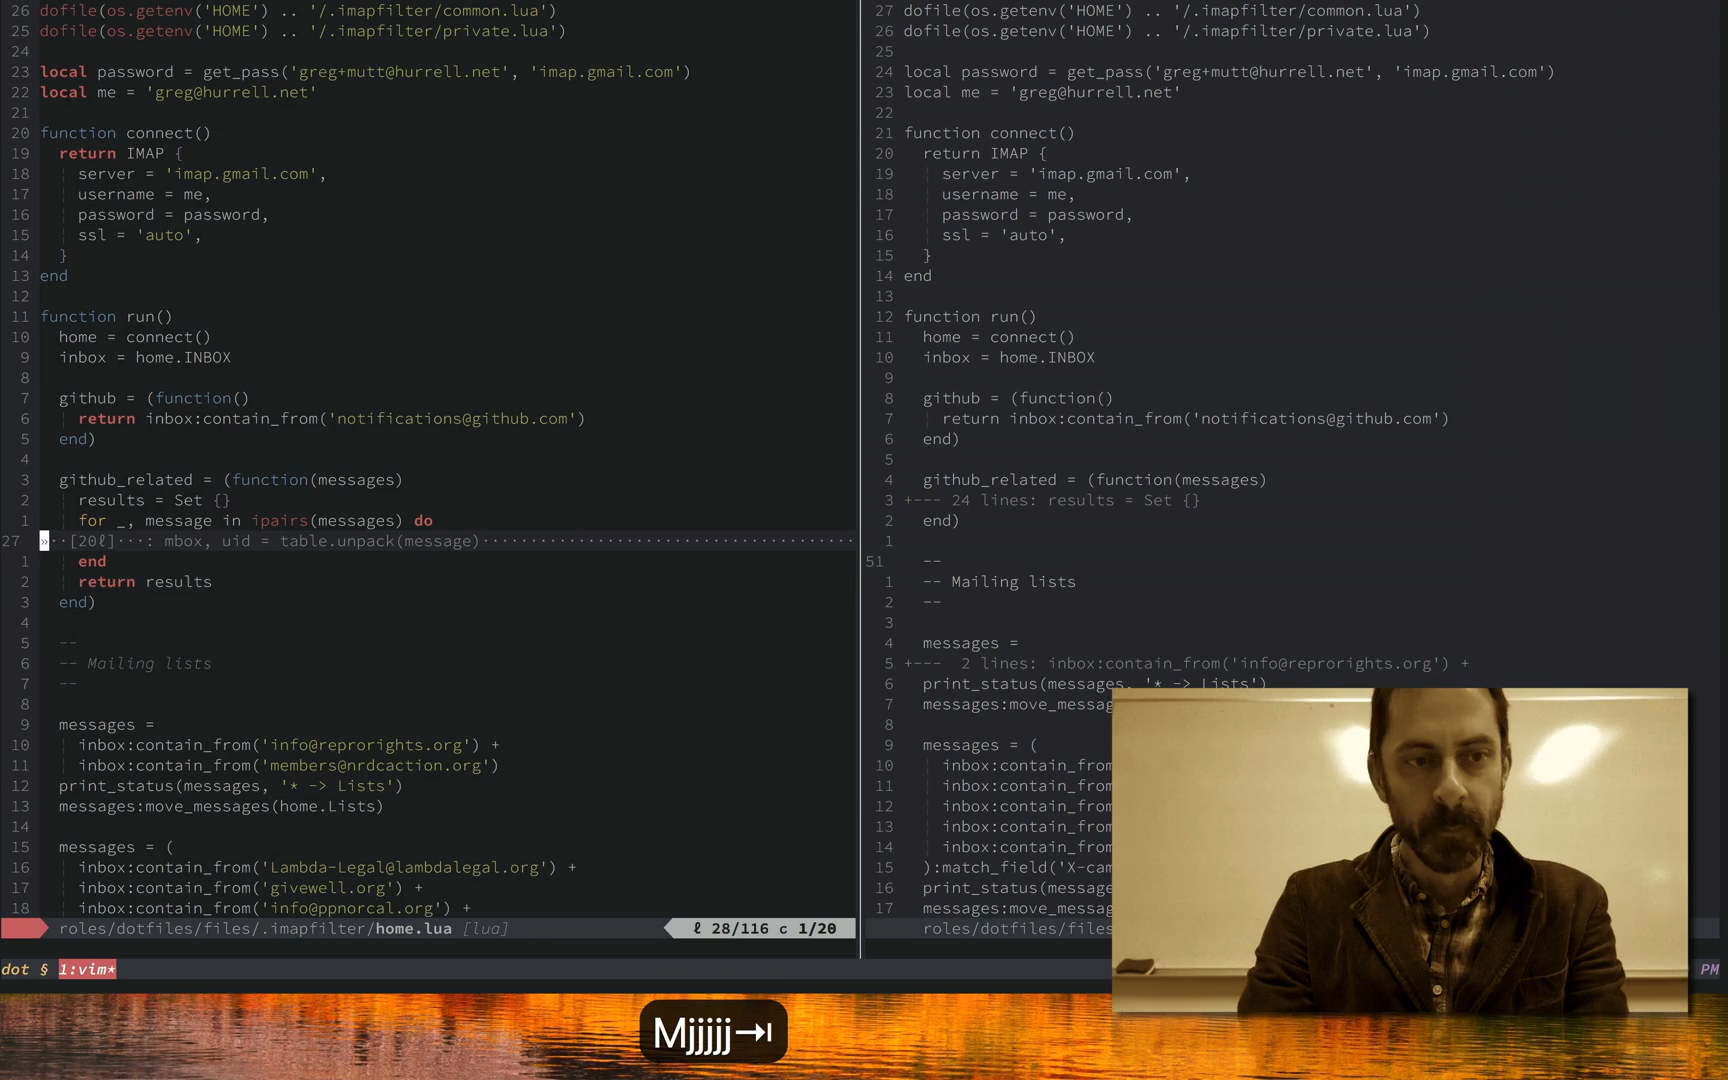 26 dofile(os.getenv('HOME') .. '/.imapfilter/common.lua')
25 dofile(os.getenv('HOME') .. '/.imapfilter/private.lua')
24
23 local password = get_pass('greg+mutt@hurrell.net', 'imap.gmail.com')
22 local me = 'greg@hurrell.net'
21
20 function connect()
19   return IMAP {
18     server = 'imap.gmail.com',
17     username = me,
16     password = password,
15     ssl = 'auto',
14   }
13 end
12
11 function run()
10   home = connect()
9   inbox = home.INBOX
8
7   github = (function()
6     return inbox:contain_from('notifications@github.com')
5   end)
4
3   github_related = (function(messages)
2     results = Set {}
1     for _, message in ipairs(messages) do
27 »··[20ℓ]···: mbox, uid = table.unpack(message)·······································
1     end
2     return results
3   end)
4
5   --
6   -- Mailing lists
7   --
8
9   messages =
10     inbox:contain_from('info@reprorights.org') +
11     inbox:contain_from('members@nrdcaction.org')
12   print_status(messages, '* -> Lists')
13   messages:move_messages(home.Lists)
14
15   messages = (
16     inbox:contain_from('Lambda-Legal@lambdalegal.org') +
17     inbox:contain_from('givewell.org') +
18     inbox:contain_from('info@ppnorcal.org') +
roles/dotfiles/files/.imapfilter/home.lua [lua] ℓ 28/116 c 1/20
27 dofile(os.getenv('HOME') .. '/.imapfilter/common.lua')
26 dofile(os.getenv('HOME') .. '/.imapfilter/private.lua')
25
24 local password = get_pass('greg+mutt@hurrell.net', 'imap.gmail.com')
23 local me = 'greg@hurrell.net'
22
21 function connect()
20   return IMAP {
19     server = 'imap.gmail.com',
18     username = me,
17     password = password,
16     ssl = 'auto',
15   }
14 end
13
12 function run()
11   home = connect()
10   inbox = home.INBOX
9
8   github = (function()
7     return inbox:contain_from('notifications@github.com')
6   end)
5
4   github_related = (function(messages)
3 +--- 24 lines: results = Set {}
2   end)
1
51   --
1   -- Mailing lists
2   --
3
4   messages =
5 +---  2 lines: inbox:contain_from('info@reprorights.org') +
6   print_status(messages, '* -> Lists')
7   messages:move_messag
8
9   messages = (
10     inbox:contain_from
11     inbox:contain_from
12     inbox:contain_from
13     inbox:contain_from
14     inbox:contain_from
15   ):match_field('X-cam
16   print_status(message
17   messages:move_messag
roles/dotfiles/files
dot § 1:vim* PM
Mjjjjj⇥